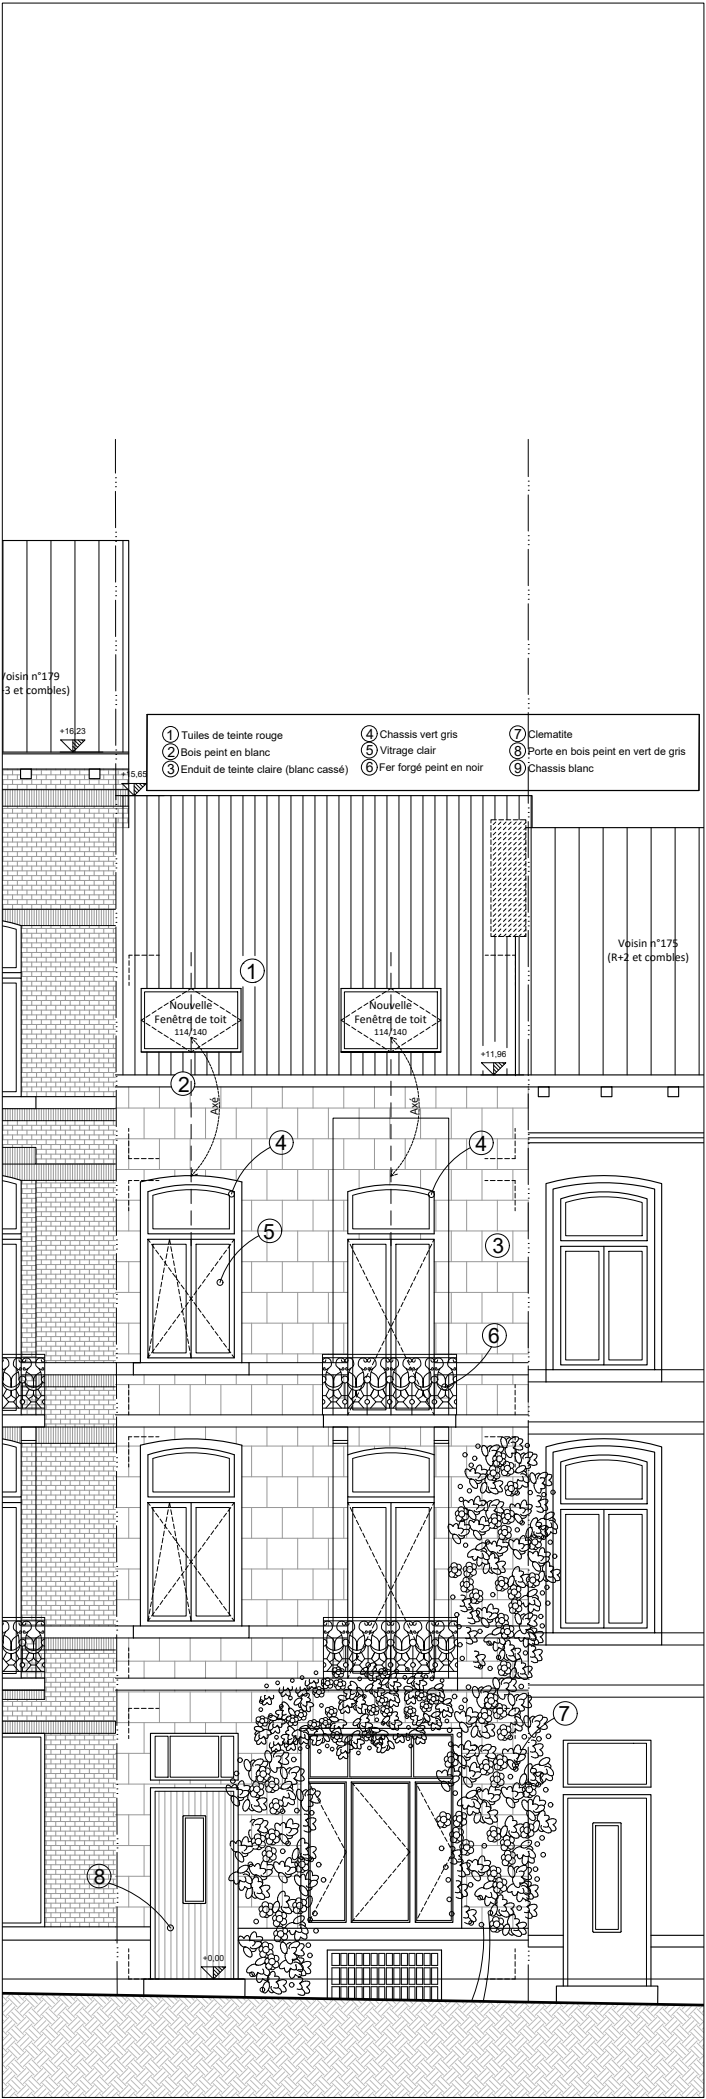 Voisin n°179
(R+3 et combles)
+16,23
1 Tuiles de teinte rouge
2 Bois peint en blanc
3 Enduit de teinte claire (blanc cassé)
4 Chassis vert gris
5 Vitrage clair
6 Fer forgé peint en noir
7 Clematite
8 Porte en bois peint en vert de gris
9 Chassis blanc
+15,65
Voisin n°175
(R+2 et combles)
1
Nouvelle
Fenêtre de toit
114/140
Nouvelle
Fenêtre de toit
114/140
+11,96
2
Axé
Axé
4
4
5
3
6
7
8
+0,00